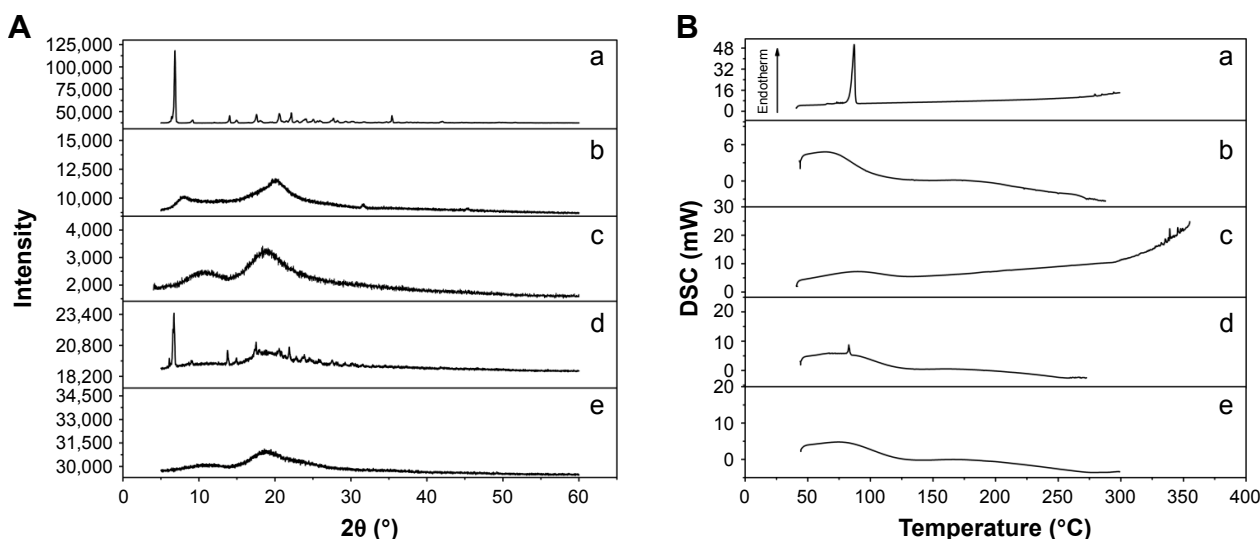 A
125,000
100,000
75,000
50,000
a
15,000
12,500
10,000
b
4,000
3,000
2,000
c
23,400
20,800
18,200
d
34,500
33,000
31,500
30,000
e
Intensity
0 10 20 30 40 50 60
2θ (°)
B
48
32
16
0
Endotherm
a
6
0
b
30
20
10
0
c
20
10
0
d
20
10
0
e
DSC (mW)
0 50 100 150 200 250 300 350 400
Temperature (°C)